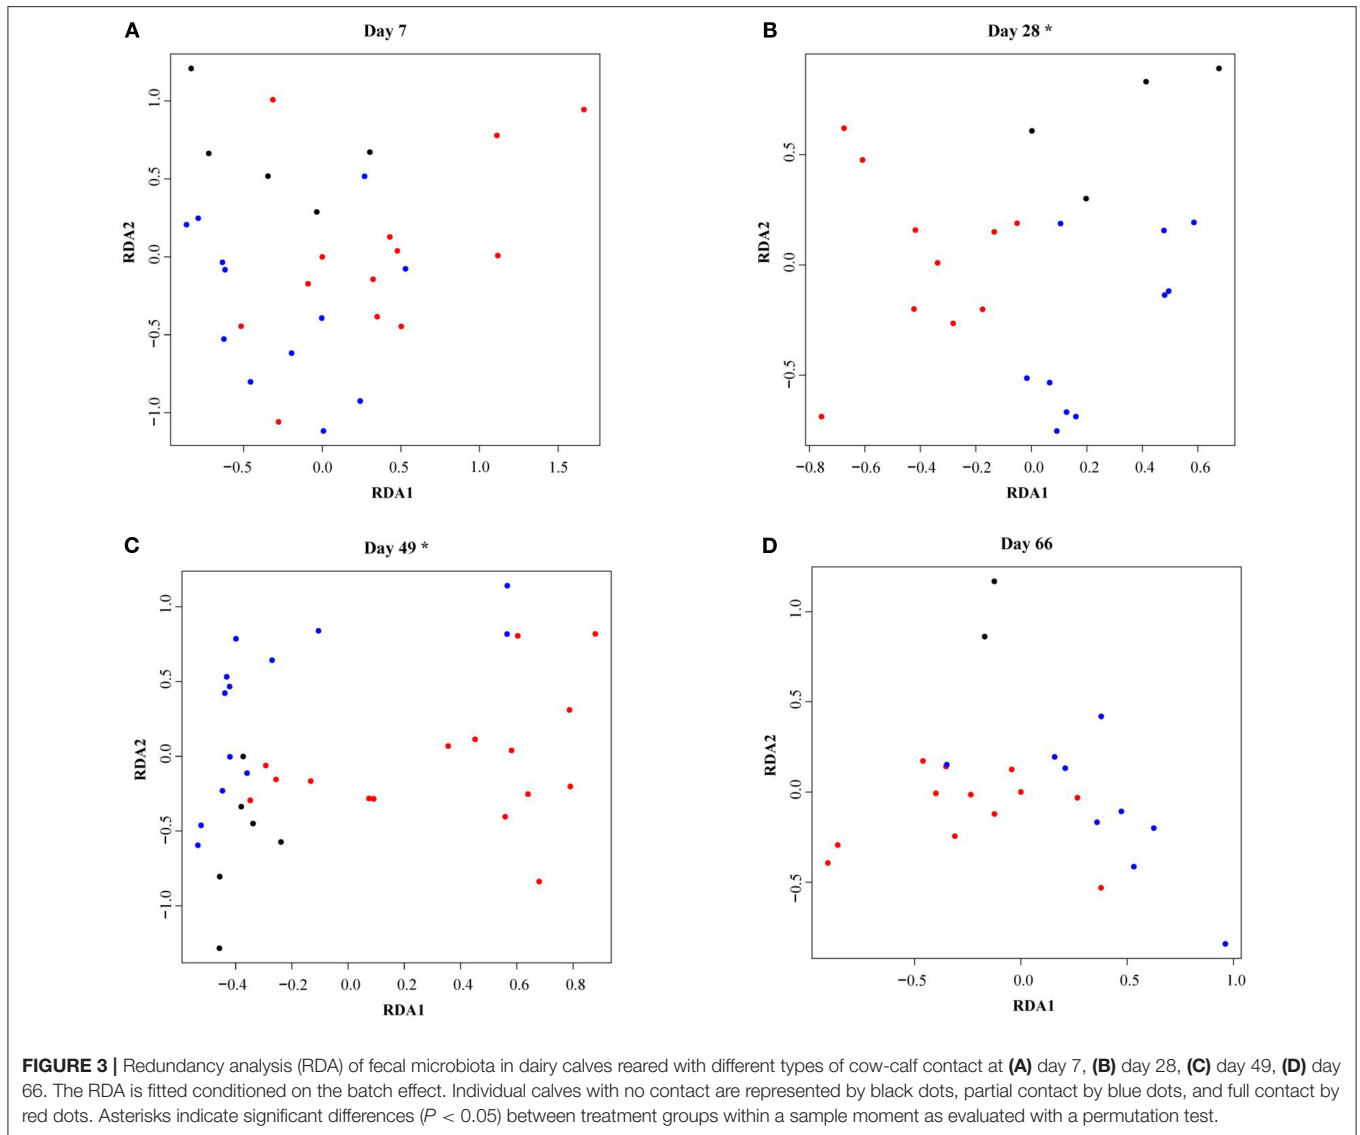 A
Day 7
1.0
0.5
0.0
−0.5
−1.0
RDA2
−0.5 0.0 0.5 1.0 1.5
RDA1
B
Day 28 *
0.5
0.0
−0.5
RDA2
−0.8 −0.6 −0.4 −0.2 0.0 0.2 0.4 0.6
RDA1
C
Day 49 *
1.0
0.5
0.0
−0.5
−1.0
RDA2
−0.4 −0.2 0.0 0.2 0.4 0.6 0.8
RDA1
D
Day 66
1.0
0.5
0.0
−0.5
RDA2
−0.5 0.0 0.5 1.0
RDA1
FIGURE 3 | Redundancy analysis (RDA) of fecal microbiota in dairy calves reared with different types of cow-calf contact at (A) day 7, (B) day 28, (C) day 49, (D) day
66. The RDA is fitted conditioned on the batch effect. Individual calves with no contact are represented by black dots, partial contact by blue dots, and full contact by
red dots. Asterisks indicate significant differences (P < 0.05) between treatment groups within a sample moment as evaluated with a permutation test.